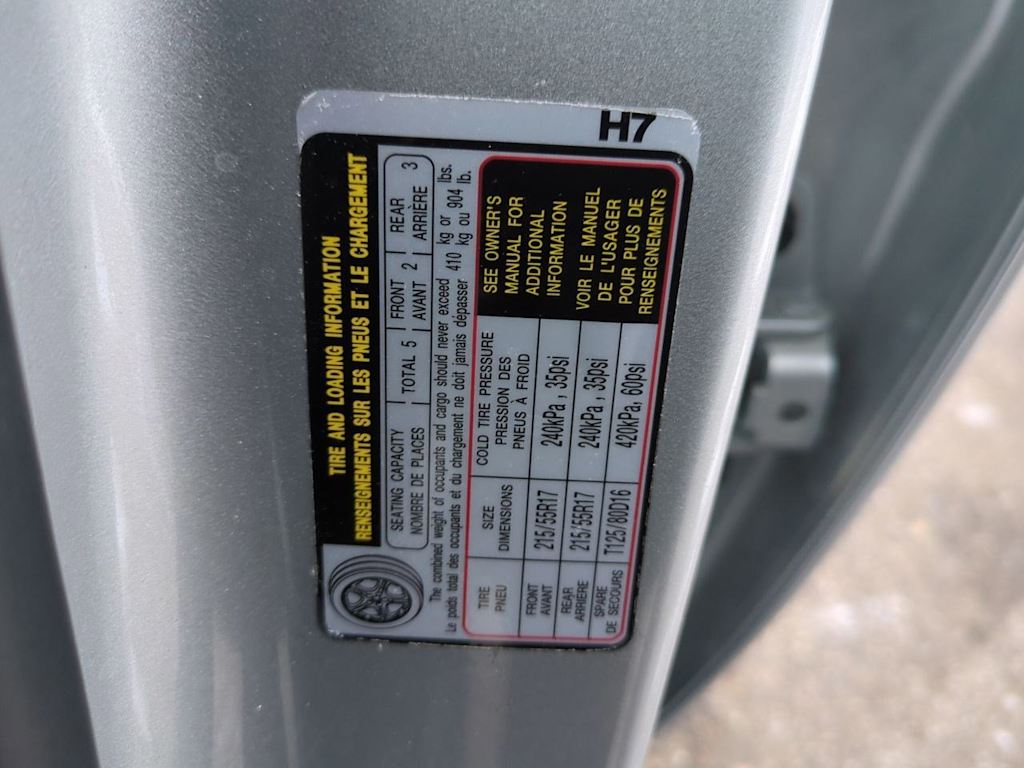 H7
TIRE AND LOADING INFORMATION
RENSEIGNEMENTS SUR LES PNEUS ET LE CHARGEMENT
SEATING CAPACITY TOTAL 5 FRONT 2 REAR 3
NOMBRE DE PLACES AVANT ARRIÈRE
The combined weight of occupants and cargo should never exceed 410 kg or lbs.
Le poids total des occupants et du chargement ne doit jamais dépasser kg ou 904 lb.
TIRE SIZE COLD TIRE PRESSURE
PNEU DIMENSIONS PRESSION DES
PNEUS À FROID
FRONT 215/55R17 240kPa, 35psi
AVANT
REAR 215/55R17 240kPa, 35psi
ARRIÈRE
SPARE T125/80D16 420kPa, 60psi
DE SECOURS
SEE OWNER'S
MANUAL FOR
ADDITIONAL
INFORMATION
VOIR LE MANUEL
DE L'USAGER
POUR PLUS DE
RENSEIGNEMENTS